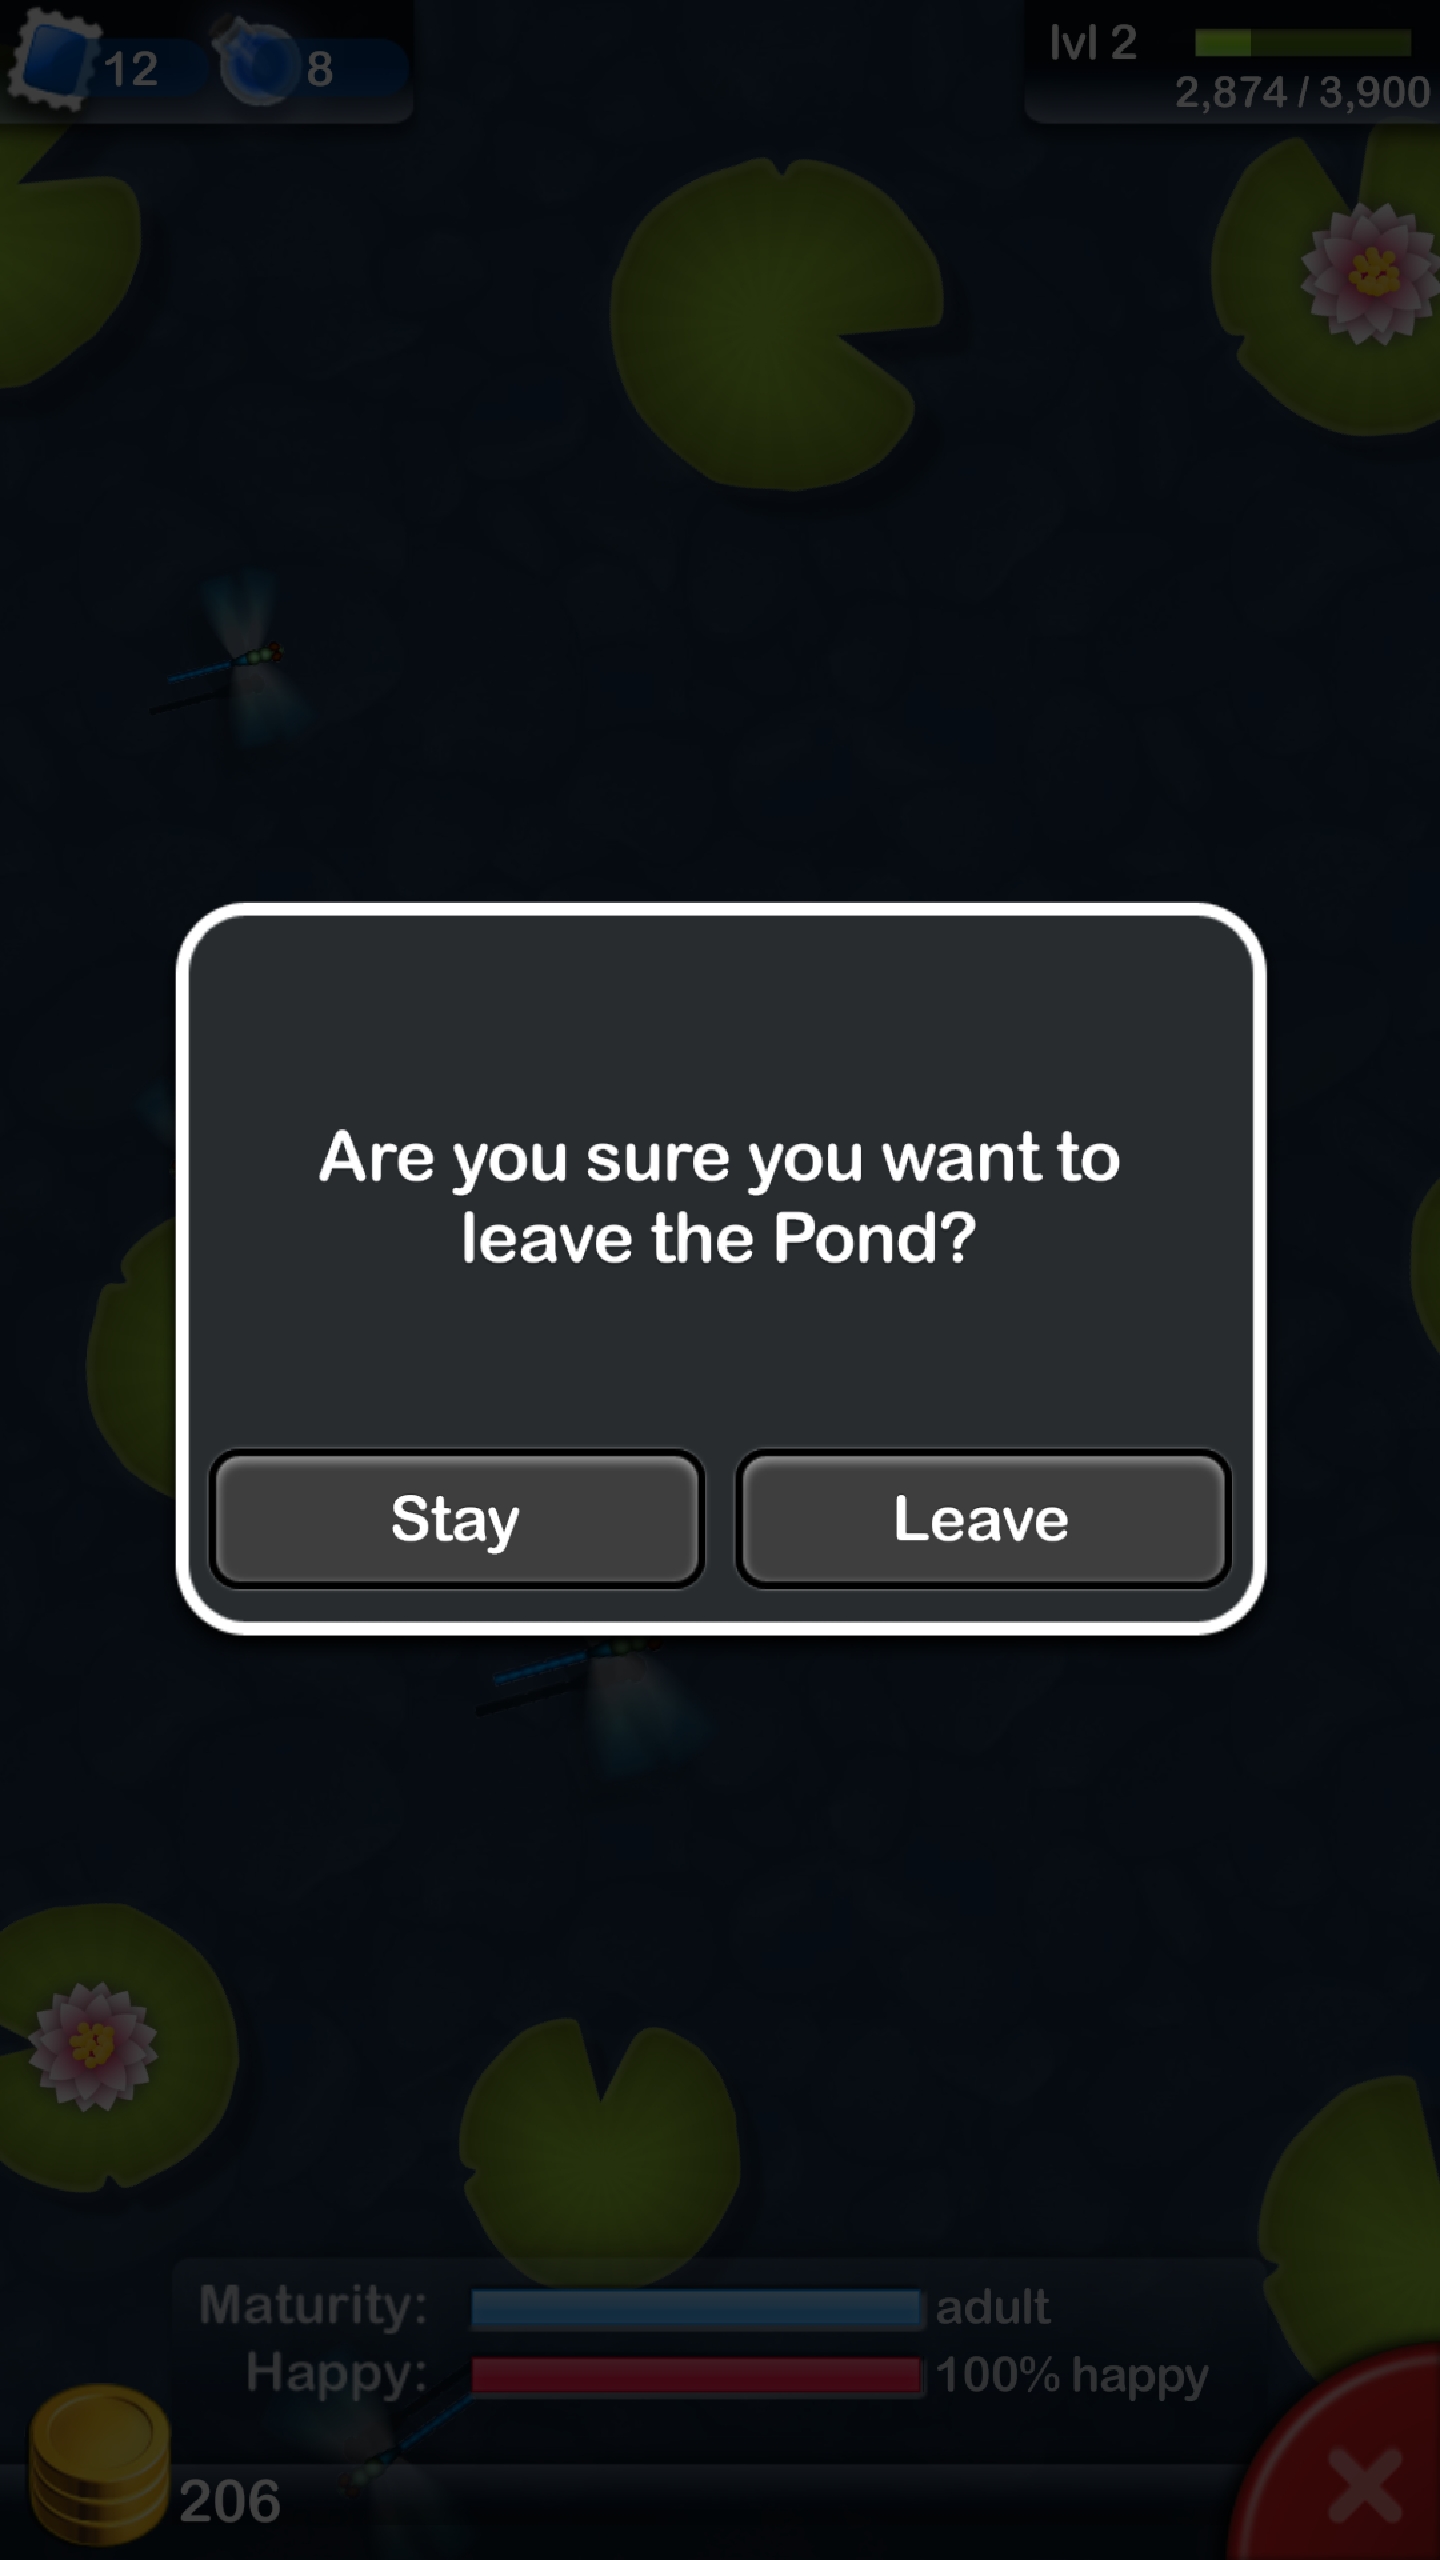 12
8
lvl 2
2,874 / 3,900
Are you sure you want to
leave the Pond?
Stay
Leave
Maturity:
adult
Happy:
100% happy
206